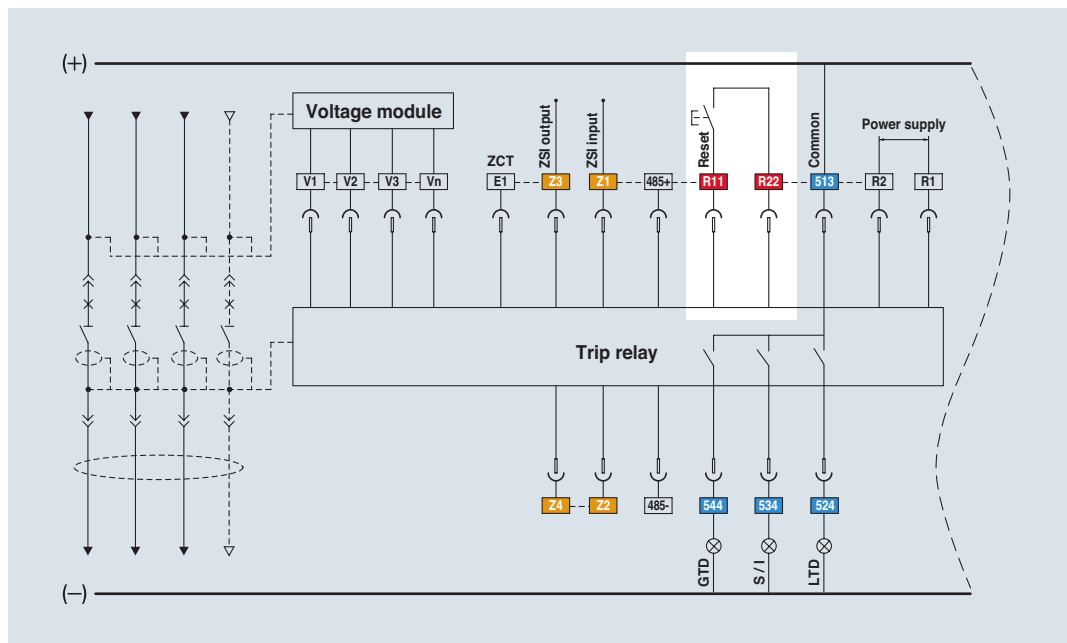 (+)
Voltage module
ZCT
ZSI output
ZSI input
Reset
Common
Power supply
V1 V2 V3 Vn E1 Z3 Z1 485+ R11 R22 513 R2 R1
Trip relay
Z4 Z2 485- 544 534 524
GTD
S / I
LTD
(—)